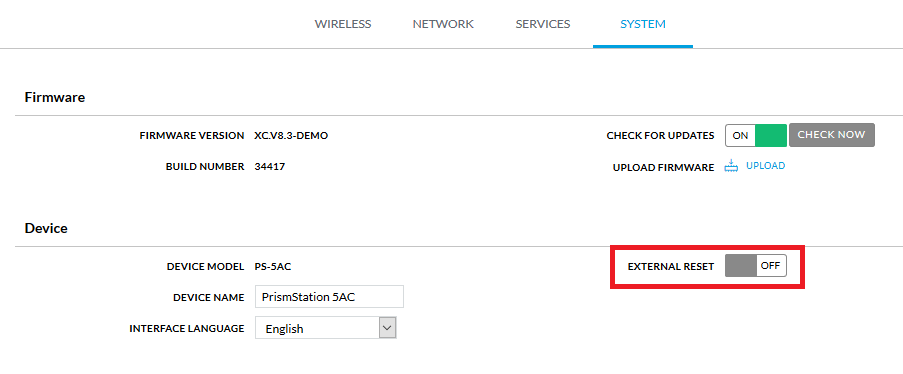 WIRELESS NETWORK SERVICES SYSTEM
Firmware
FIRMWARE VERSION XC.V8.3-DEMO CHECK FOR UPDATES ON CHECK NOW
BUILD NUMBER 34417 UPLOAD FIRMWARE UPLOAD
Device
DEVICE MODEL PS-5AC EXTERNAL RESET OFF
DEVICE NAME PrismStation 5AC
INTERFACE LANGUAGE English